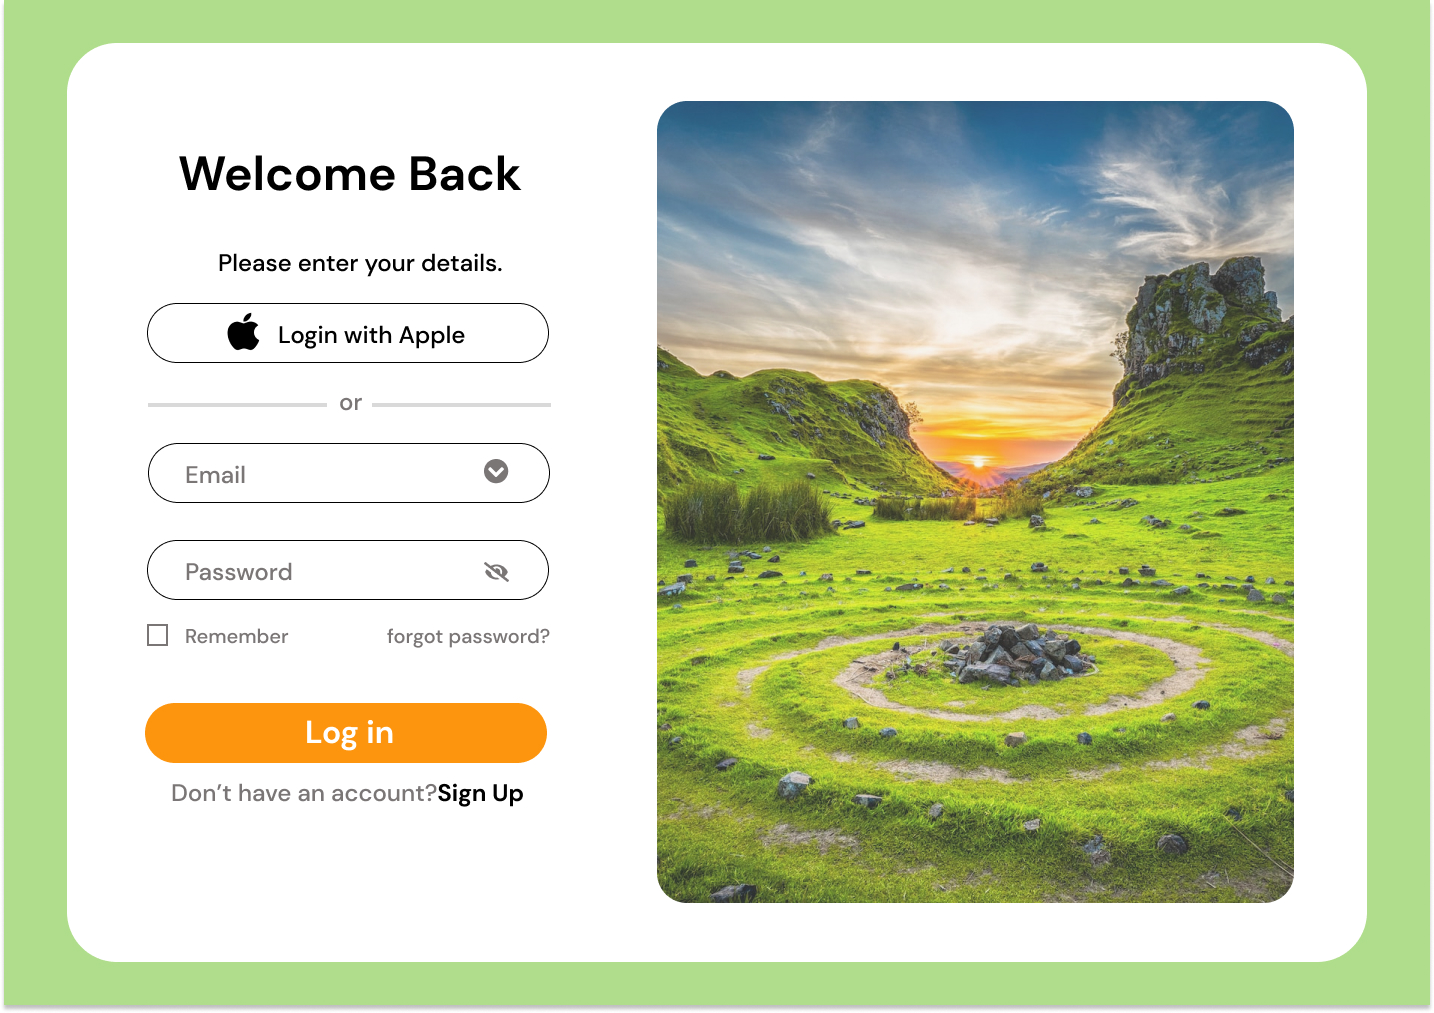 Welcome Back
Please enter your details.
Login with Apple
or
Email
Password
Remember forgot password?
Log in
Don’t have an account?Sign Up